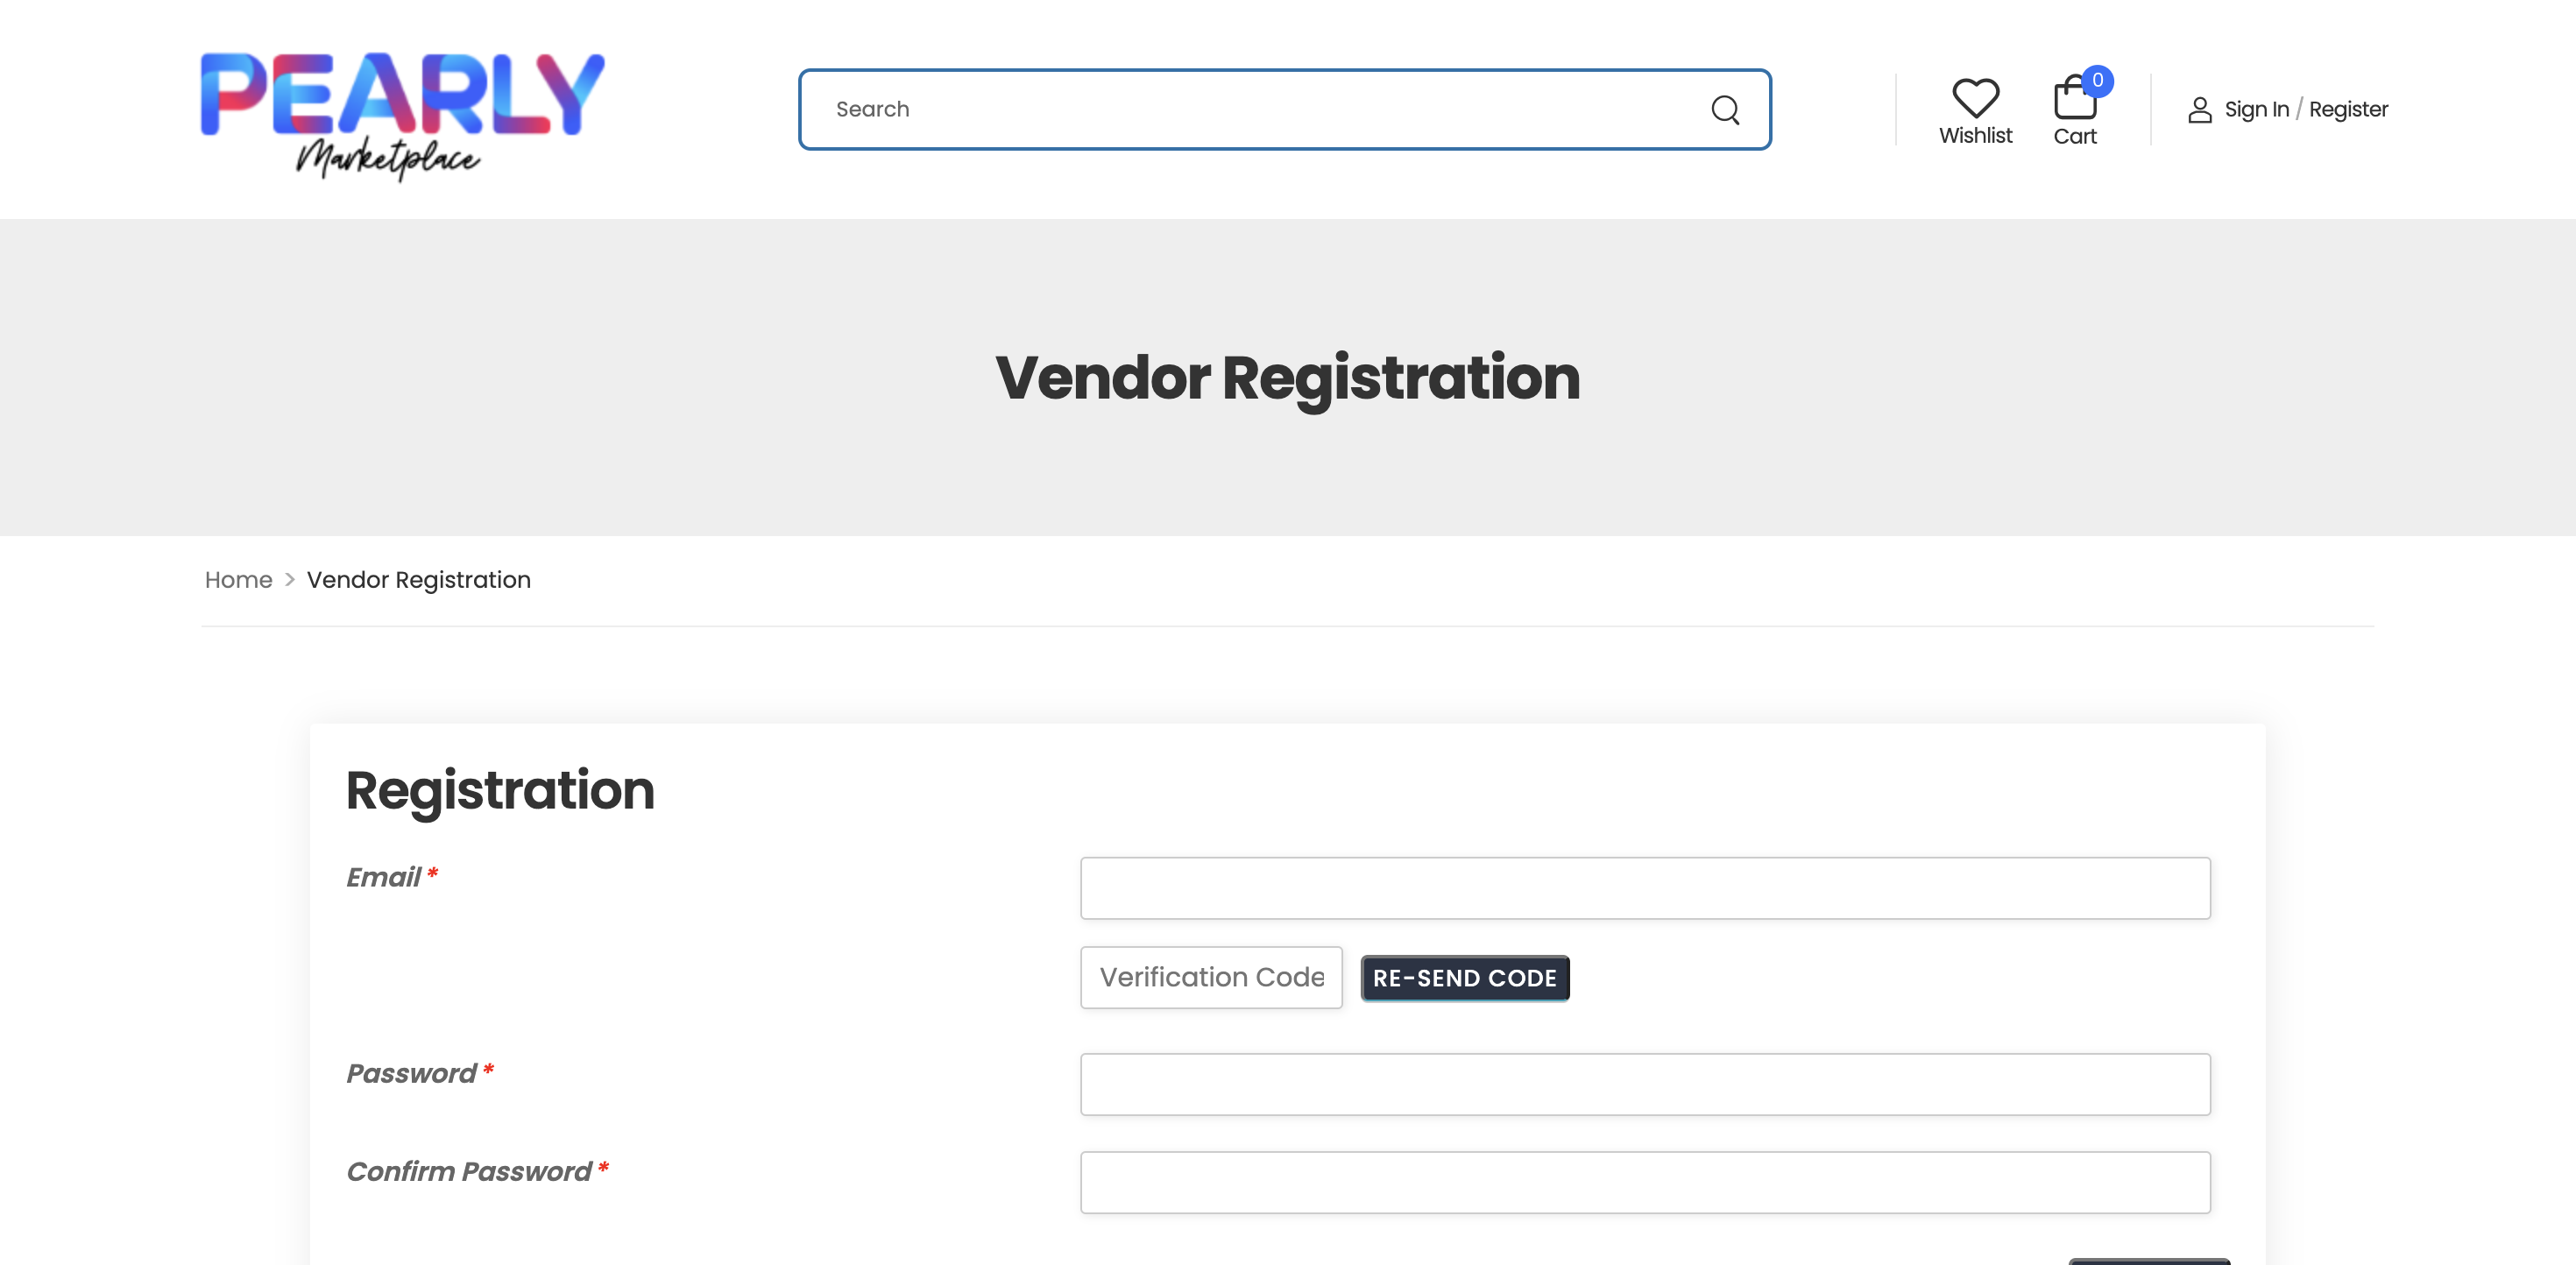 PEARLY
Marketplace
Search
Wishlist
0
Cart
Sign In / Register
Vendor Registration
Home > Vendor Registration
Registration
Email *
Verification Code
RE-SEND CODE
Password *
Confirm Password *